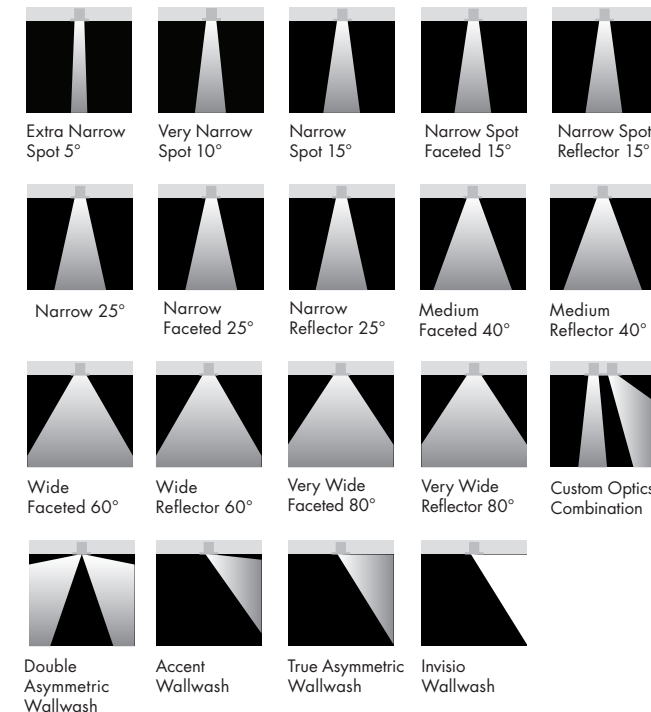 Extra Narrow
Spot 5°
Very Narrow
Spot 10°
Narrow
Spot 15°
Narrow Spot
Faceted 15°
Narrow Spot
Reflector 15°
Narrow 25°
Narrow
Faceted 25°
Narrow
Reflector 25°
Medium
Faceted 40°
Medium
Reflector 40°
Wide
Faceted 60°
Wide
Reflector 60°
Very Wide
Faceted 80°
Very Wide
Reflector 80°
Custom Optics
Combination
Double
Asymmetric
Wallwash
Accent
Wallwash
True Asymmetric
Wallwash
Invisio
Wallwash